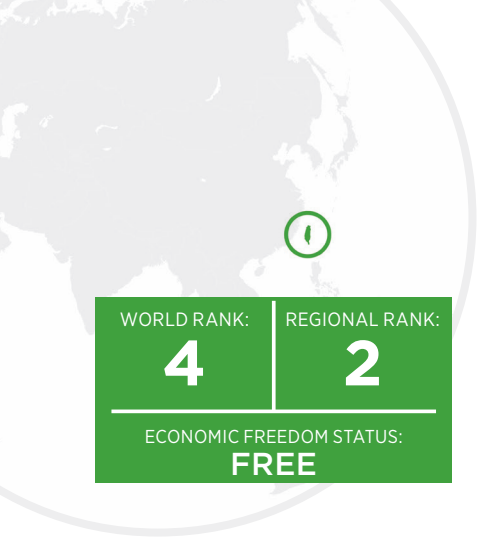 WORLD RANK:
4
REGIONAL RANK:
2
ECONOMIC FREEDOM STATUS:
FREE